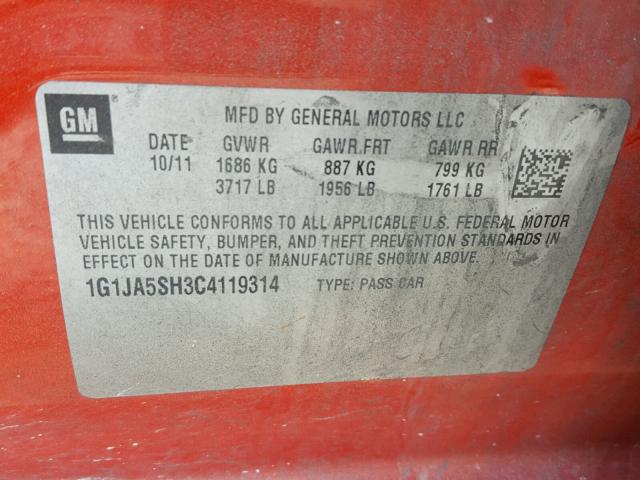 GM
MFD BY GENERAL MOTORS LLC
DATE GVWR GAWR FRT GAWR RR
10/11 1686 KG 887 KG 799 KG
3717 LB 1956 LB 1761 LB
THIS VEHICLE CONFORMS TO ALL APPLICABLE U.S. FEDERAL MOTOR
VEHICLE SAFETY, BUMPER, AND THEFT PREVENTION STANDARDS IN
EFFECT ON THE DATE OF MANUFACTURE SHOWN ABOVE.
1G1JA5SH3C4119314 TYPE: PASS CAR